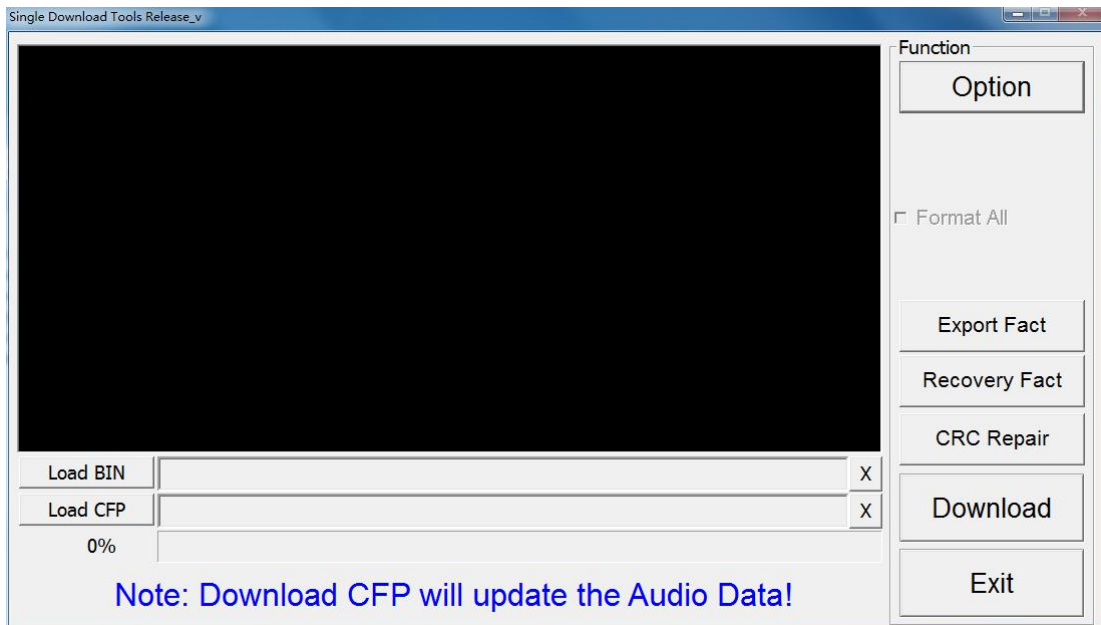 Single Download Tools Release_v
Function
Option
Format All
Export Fact
Recovery Fact
CRC Repair
Load BIN
X
Load CFP
X
Download
0%
Note: Download CFP will update the Audio Data!
Exit